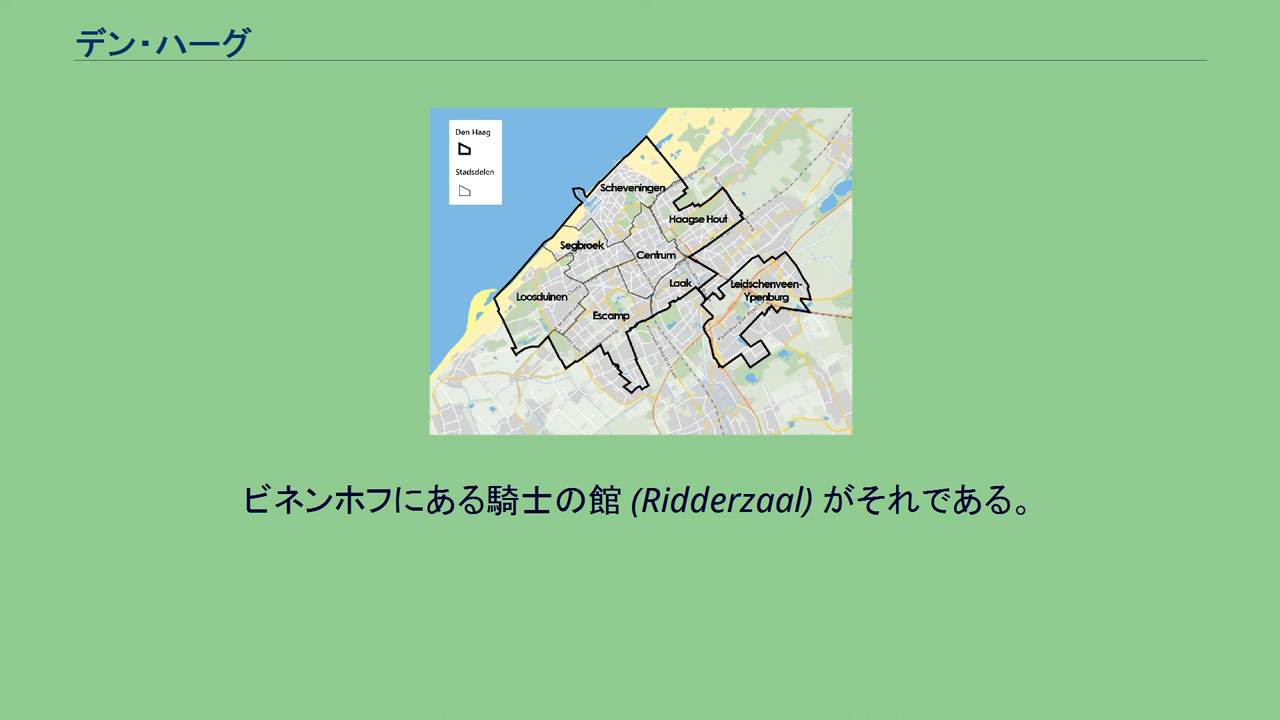 デン・ハーグ
Den Haag
Stadsdelen
Scheveningen
Haagse Hout
Segbroek
Centrum
Laak
Leidschenveen-
Ypenburg
Loosduinen
Escamp
ビネンホフにある騎士の館 (Ridderzaal) がそれである。